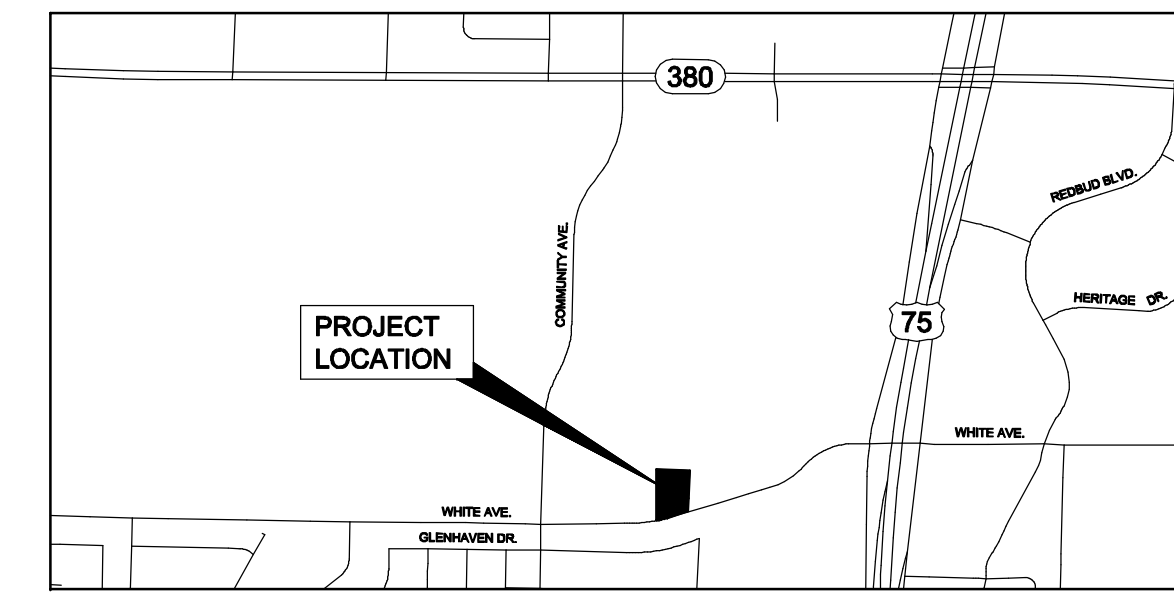 380
REDBUD BLVD.
COMMUNITY AVE.
HERITAGE DR.
75
PROJECT
LOCATION
WHITE AVE.
WHITE AVE.
GLENHAVEN DR.